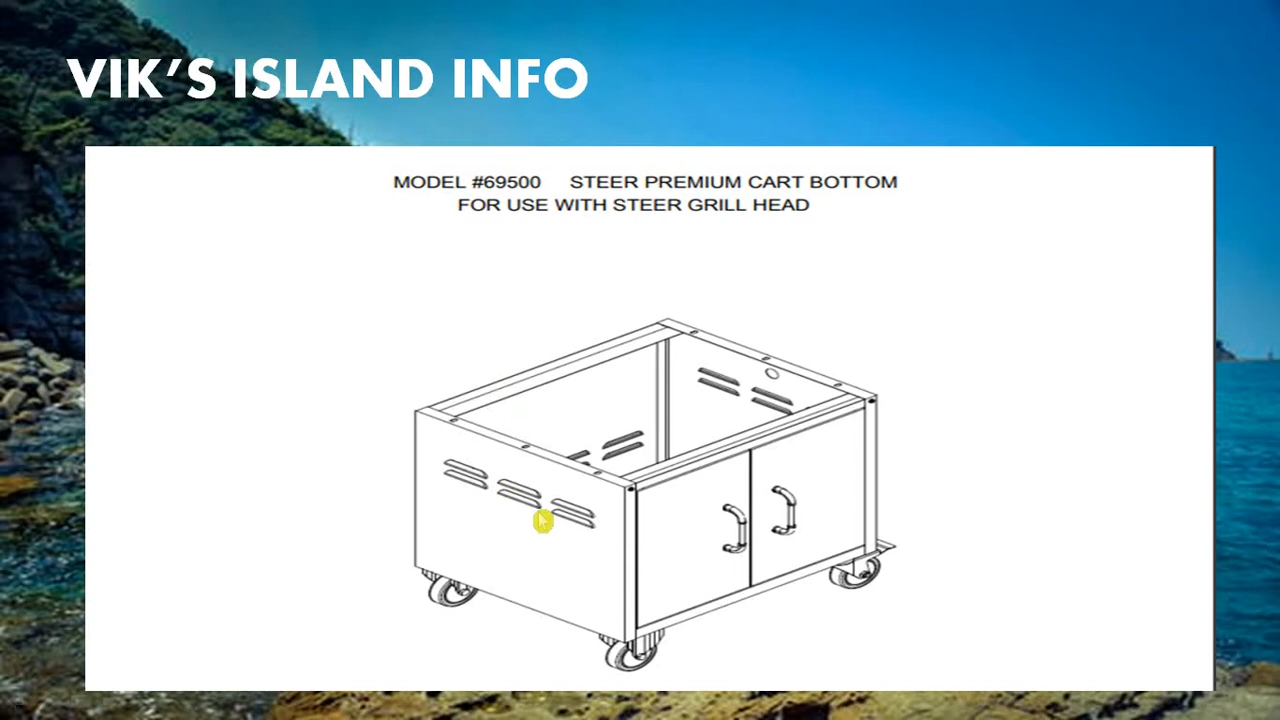 VIK'S ISLAND INFO
MODEL #69500 STEER PREMIUM CART BOTTOM
FOR USE WITH STEER GRILL HEAD